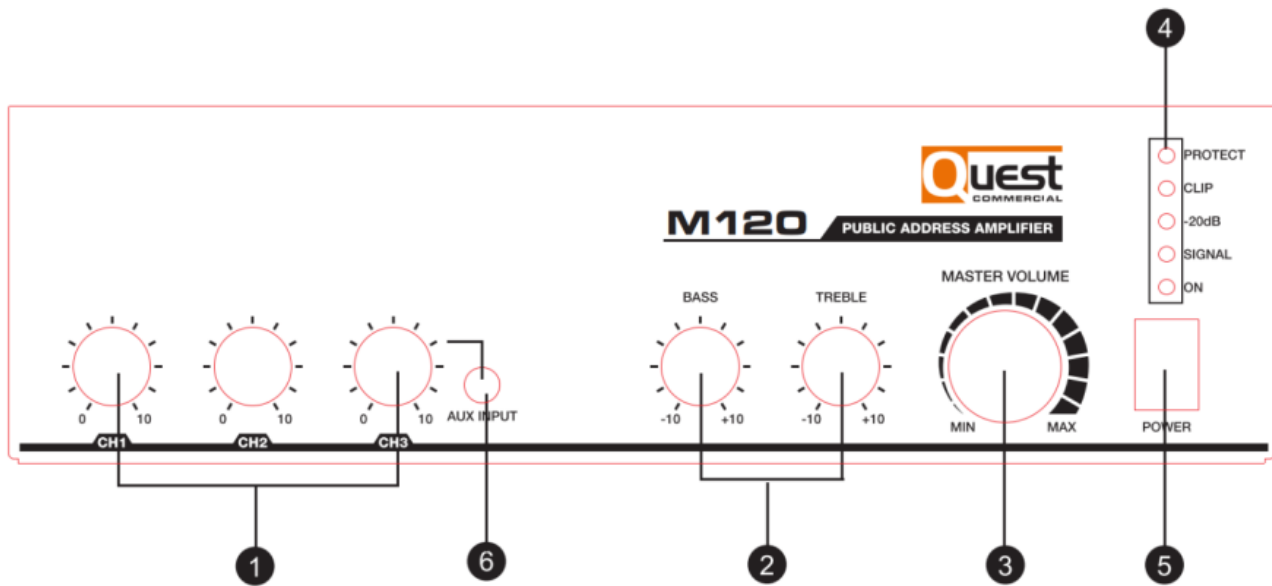 4
PROTECT
CLIP
-20dB
SIGNAL
ON
Quest
COMMERCIAL
M120 PUBLIC ADDRESS AMPLIFIER
MASTER VOLUME
BASS TREBLE
AUX INPUT
0 10 0 10 0 10
-10 +10 -10 +10
MIN MAX
POWER
CH1 CH2 CH3
1 6 2 3 5